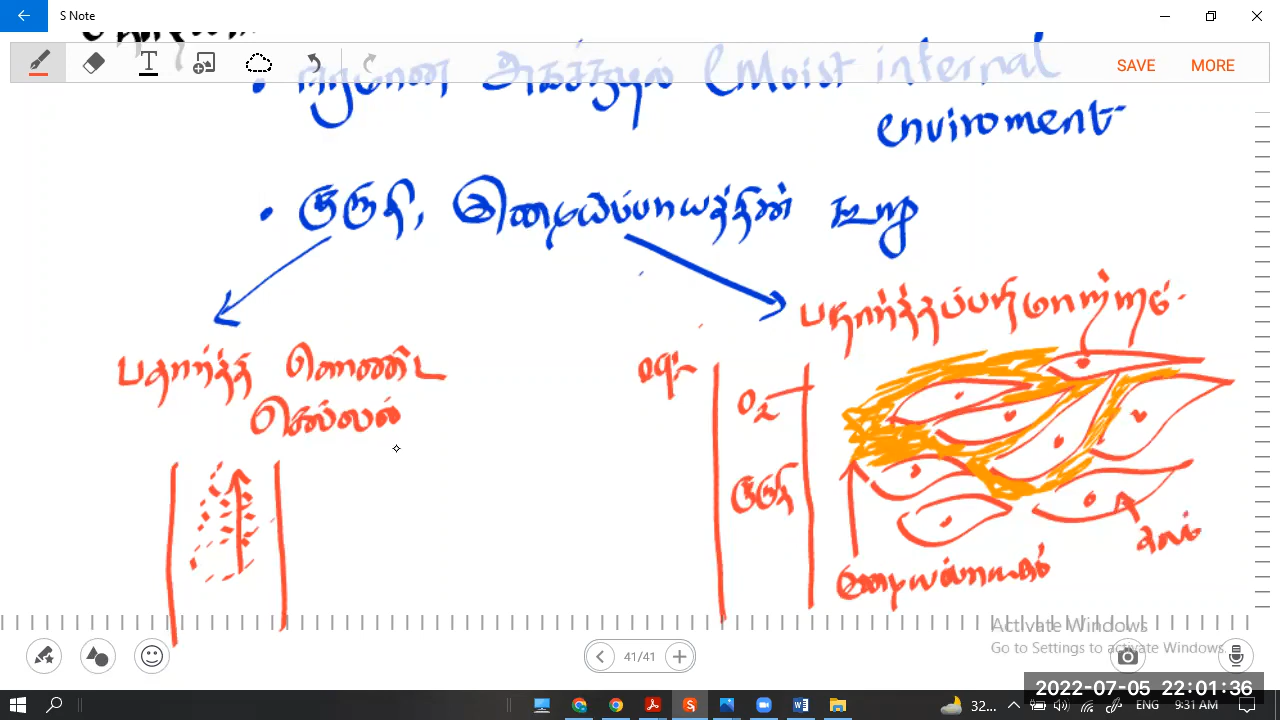 S Note
SAVE MORE
• ஈரமான அகச்சூழல் (Moist internal
enviroment
• குருதி, இழையப்பாயத்தின் ஊடு
பதார்த்தப்பரிமாற்றம்
பதார்த்த கொண்டு
செல்லல்
O2
குருதி
கலம்
இழையப்பாயம்
Activate Windows
Go to Settings to activate Windows.
41/41
2022-07-05 22:01:36
32...
ENG
9:31 AM